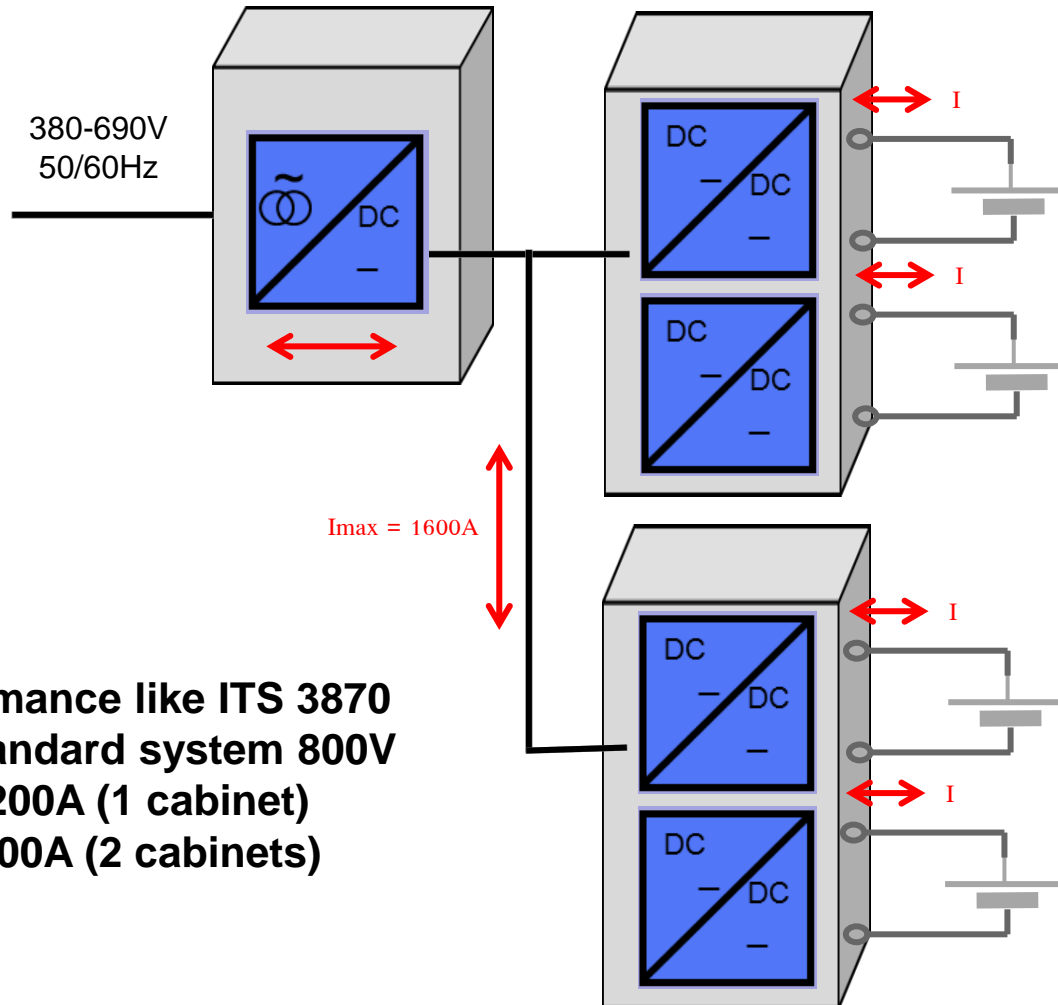 380-690V
50/60Hz
~
DC
–
DC
–
DC
–
I
DC
–
DC
–
I
Imax = 1600A
DC
–
DC
–
I
DC
–
DC
–
I
mance like ITS 3870
andard system 800V
200A (1 cabinet)
00A (2 cabinets)